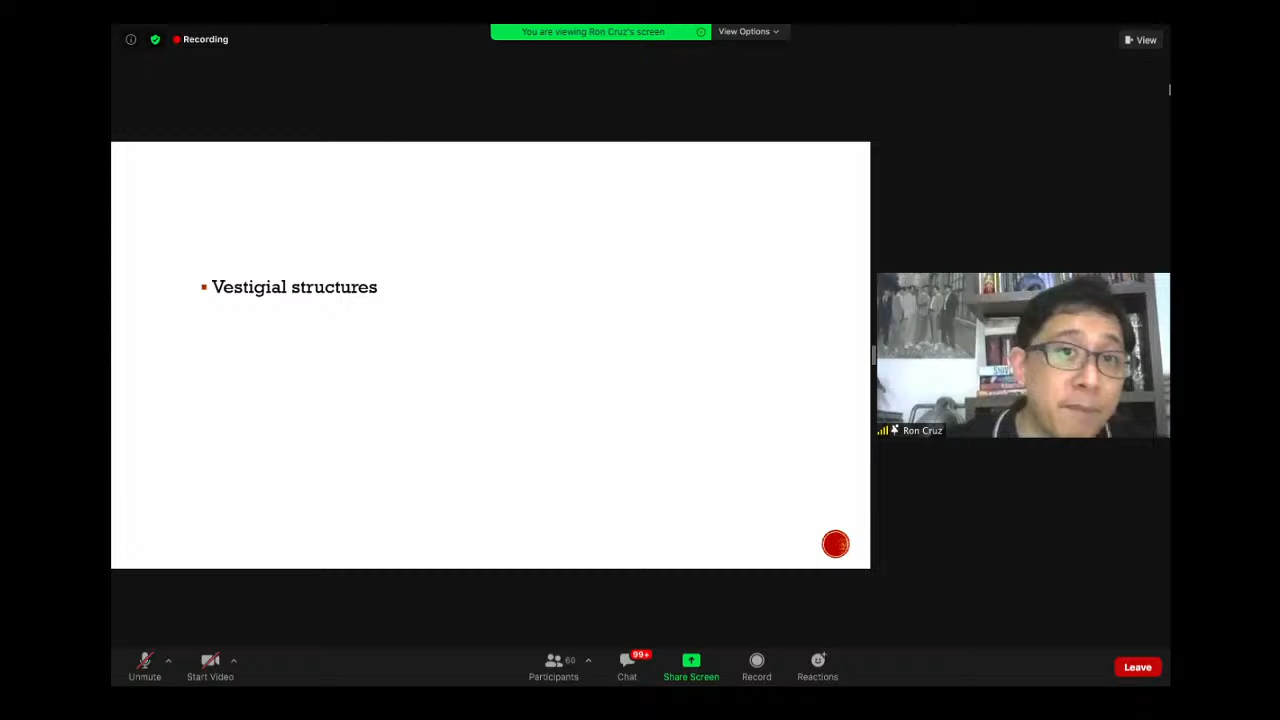 Recording
You are viewing Ron Cruz's screen
View Options
View
▪ Vestigial structures
Ron Cruz
Unmute
Start Video
60
Participants
99+
Chat
Share Screen
Record
Reactions
Leave